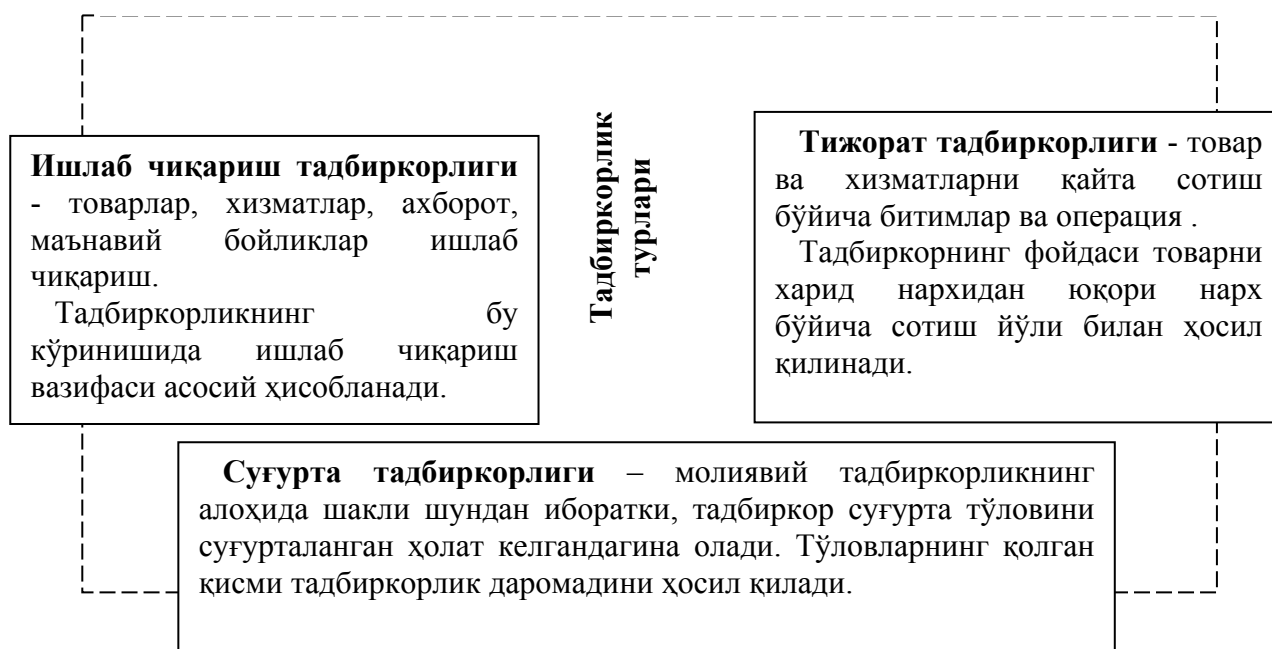 Ишлаб чиқариш тадбиркорлиги
- товарлар, хизматлар, ахборот,
маънавий бойликлар ишлаб
чиқариш.
Тадбиркорликнинг бу
кўринишида ишлаб чиқариш
вазифаси асосий ҳисобланади.
Тадбиркорлик
турлари
Тижорат тадбиркорлиги - товар
ва хизматларни қайта сотиш
бўйича битимлар ва операция .
Тадбиркорнинг фойдаси товарни
харид нархидан юқори нарх
бўйича сотиш йўли билан ҳосил
қилинади.
Суғурта тадбиркорлиги – молиявий тадбиркорликнинг
алоҳида шакли шундан иборатки, тадбиркор суғурта тўловини
суғурталанган ҳолат келгандагина олади. Тўловларнинг қолган
қисми тадбиркорлик даромадини ҳосил қилади.